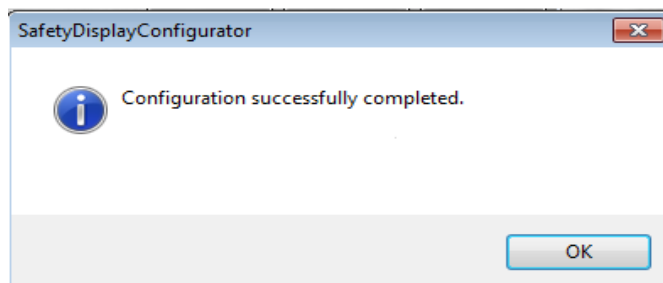 SafetyDisplayConfigurator
Configuration successfully completed.
OK